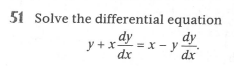 51 Solve the differential equation
y + x dy/dx = x - y dy/dx.